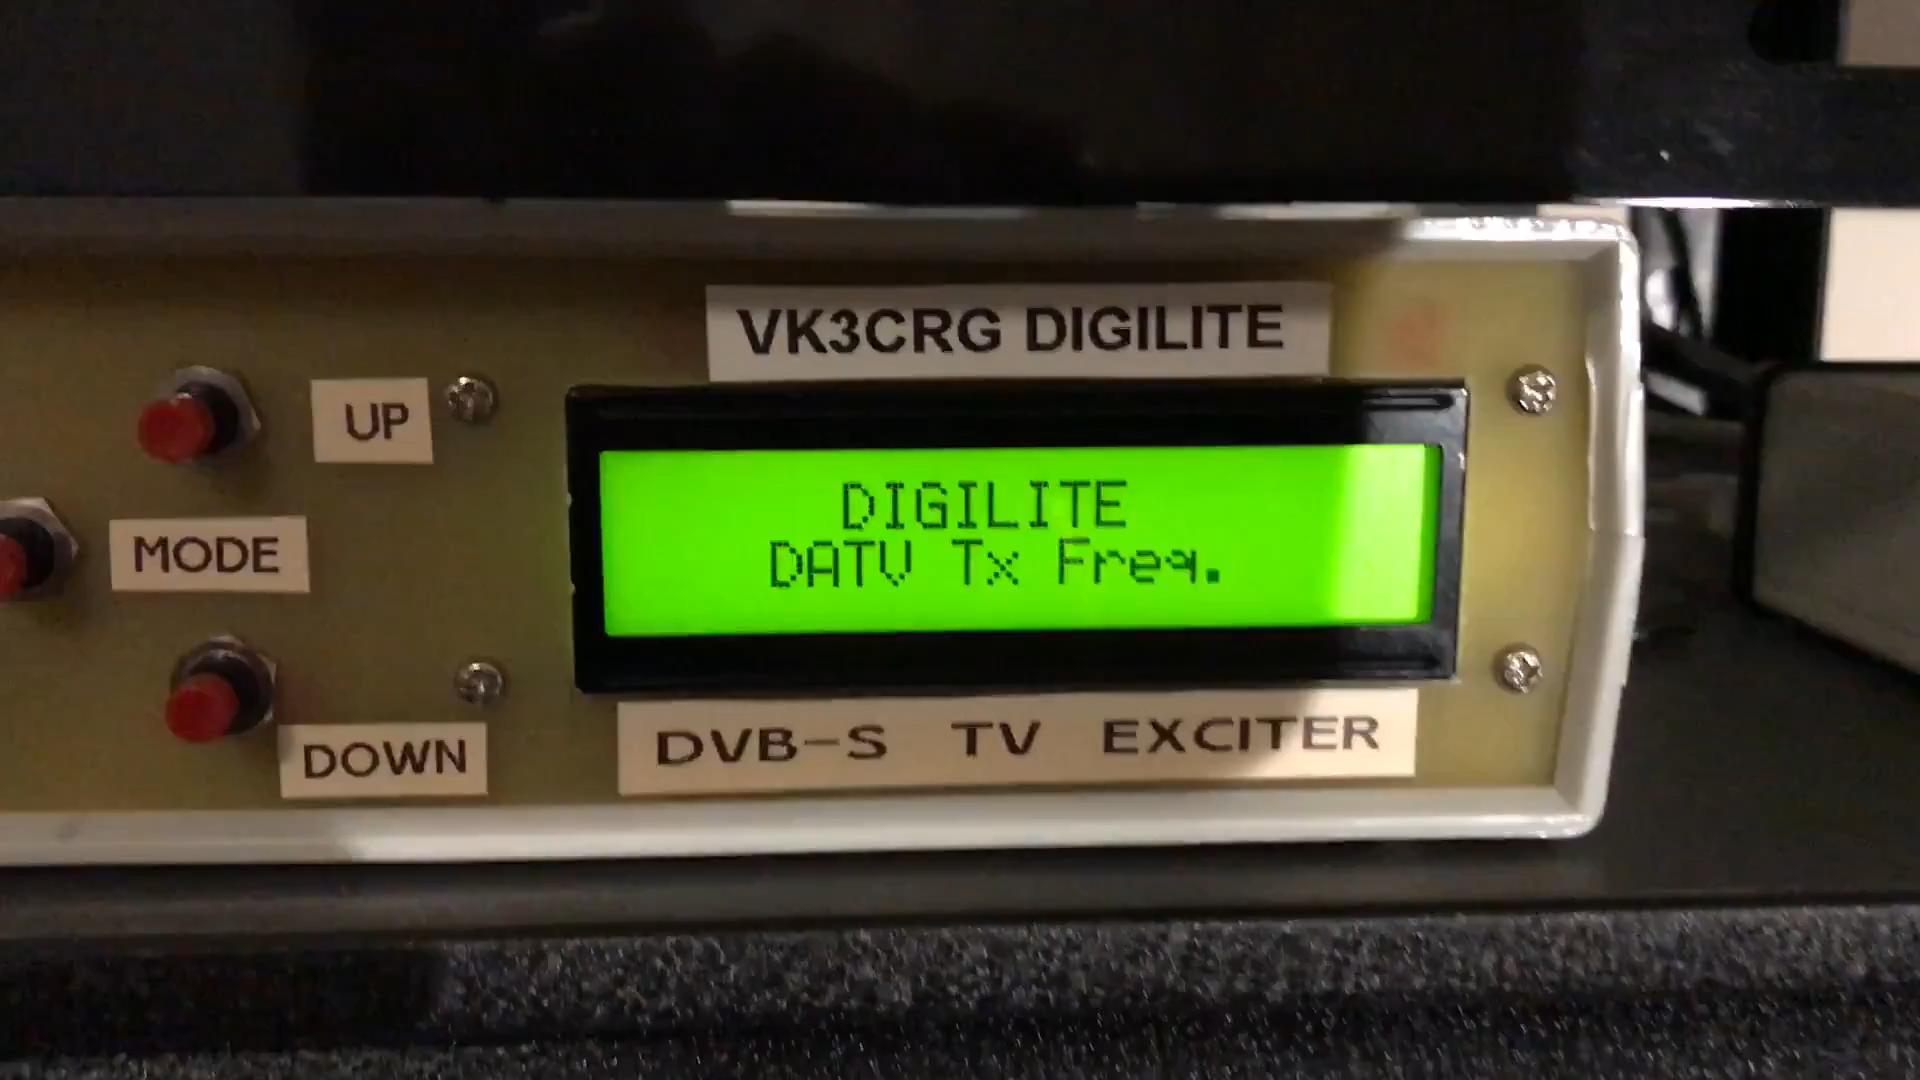 VK3CRG DIGILITE
UP
DIGILITE
DATV Tx Freq.
MODE
DOWN
DVB-S TV EXCITER